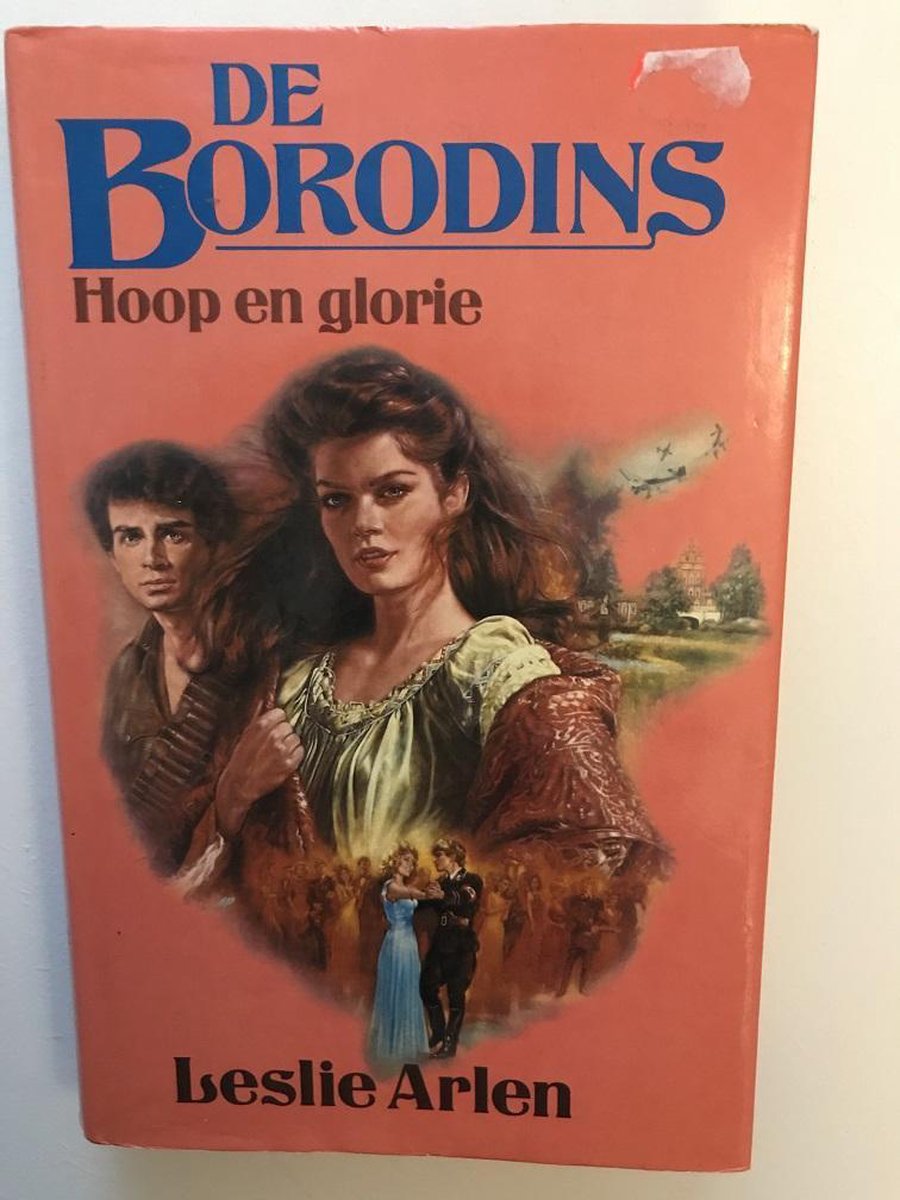 DE
BORODINS
Hoop en glorie
Leslie Arlen